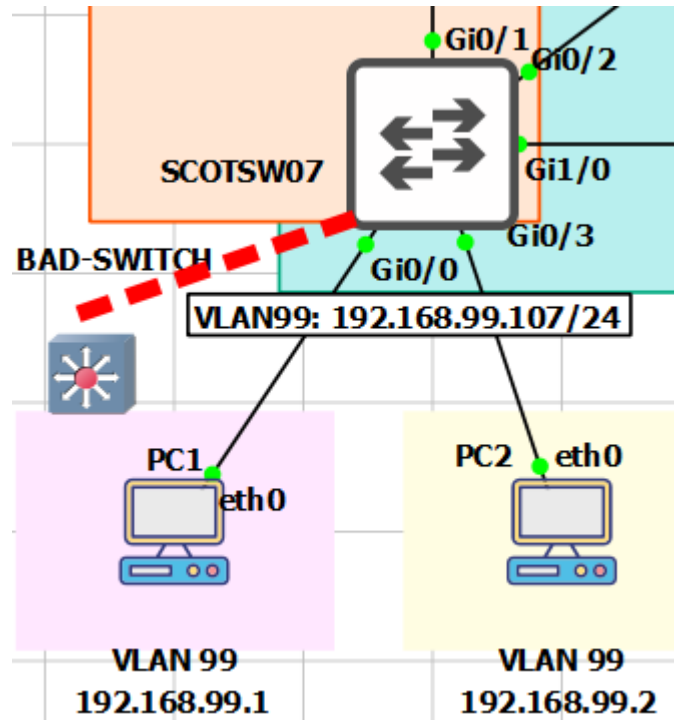 Gi0/1
Gi0/2
SCOTSW07
Gi1/0
Gi0/3
BAD-SWITCH
Gi0/0
VLAN99: 192.168.99.107/24
PC1
eth0
PC2
eth0
VLAN 99
192.168.99.1
VLAN 99
192.168.99.2